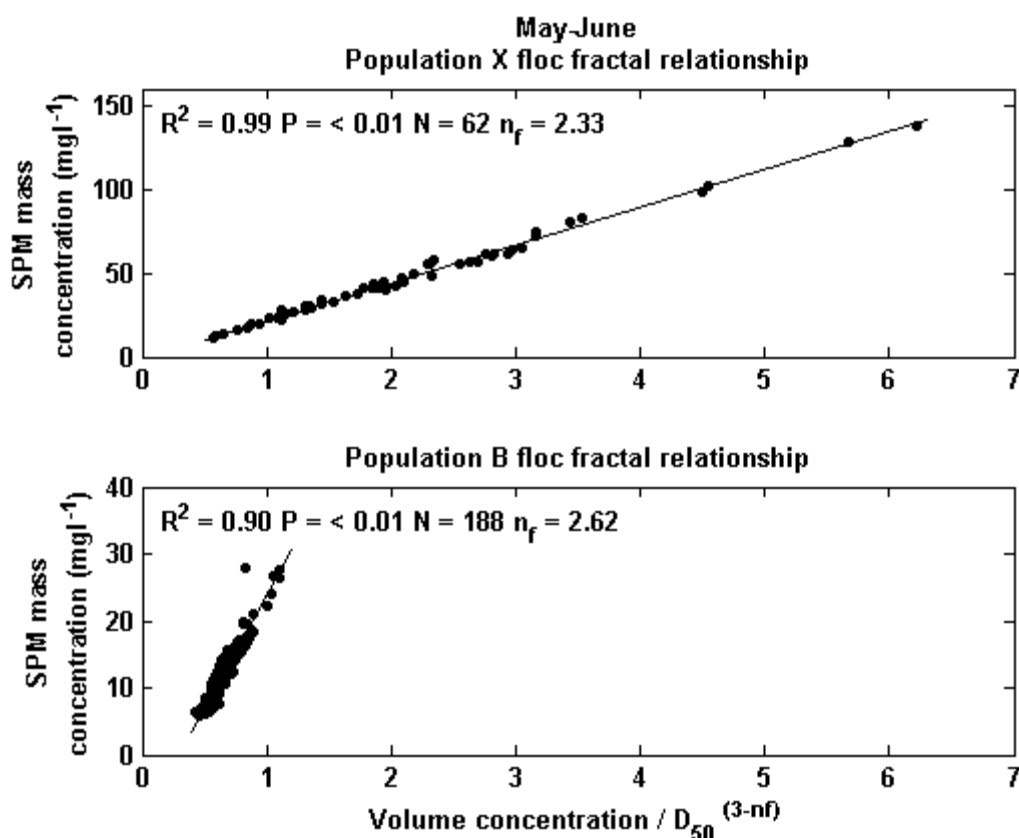 May-June
Population X floc fractal relationship
R² = 0.99 P = < 0.01 N = 62 n_f = 2.33
SPM mass
concentration (mgl⁻¹)
150
100
50
0
0 1 2 3 4 5 6 7
Population B floc fractal relationship
R² = 0.90 P = < 0.01 N = 188 n_f = 2.62
SPM mass
concentration (mgl⁻¹)
40
30
20
10
0
0 1 2 3 4 5 6 7
Volume concentration / D₅₀ ⁽³⁻ⁿᶠ⁾